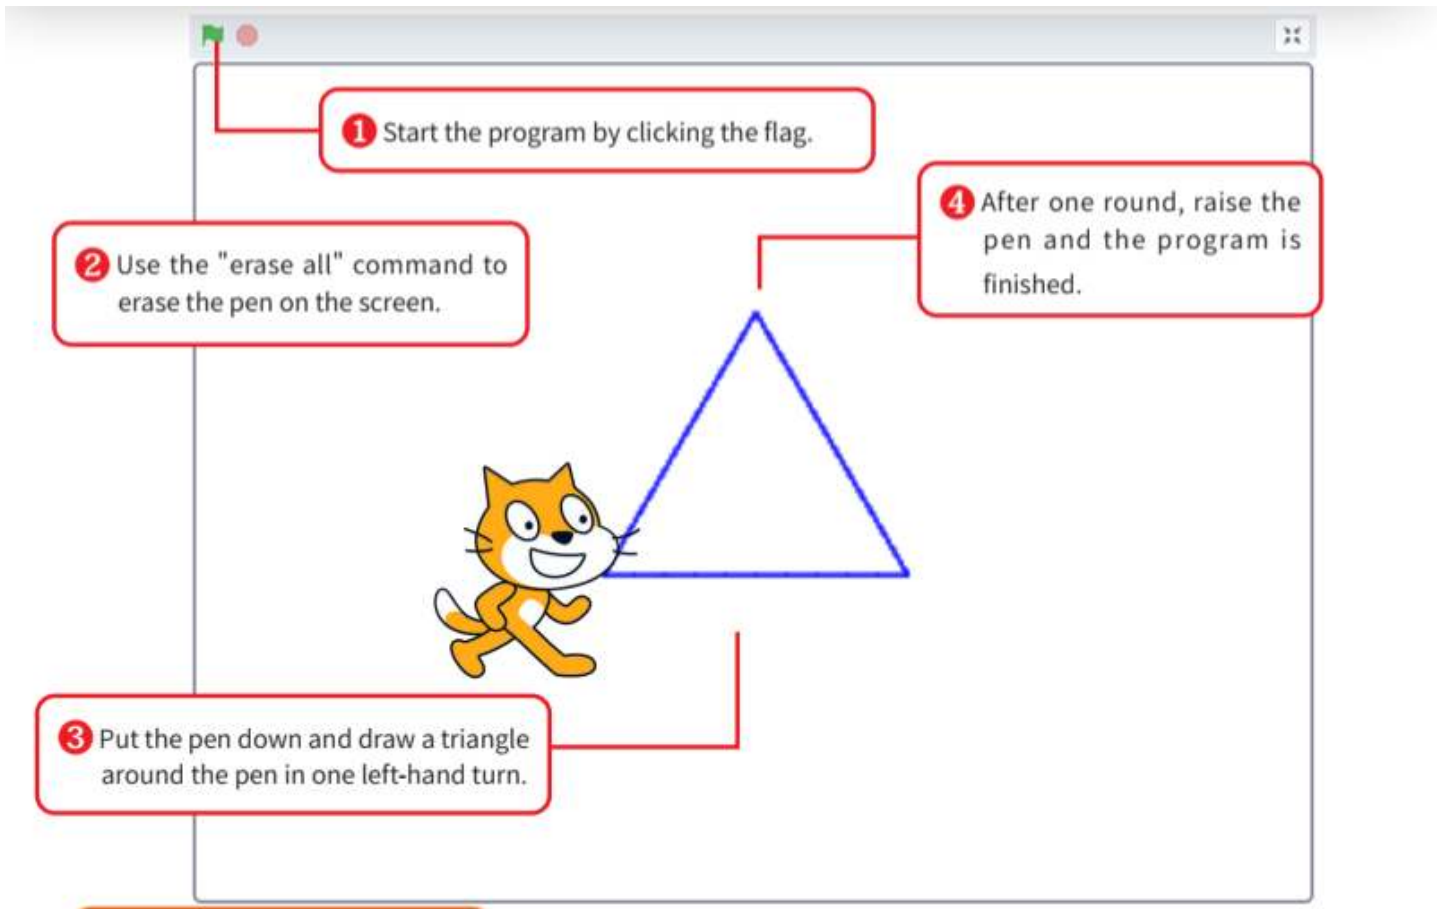 1 Start the program by clicking the flag.
2 Use the "erase all" command to
erase the pen on the screen.
3 Put the pen down and draw a triangle
around the pen in one left-hand turn.
4 After one round, raise the
pen and the program is
finished.